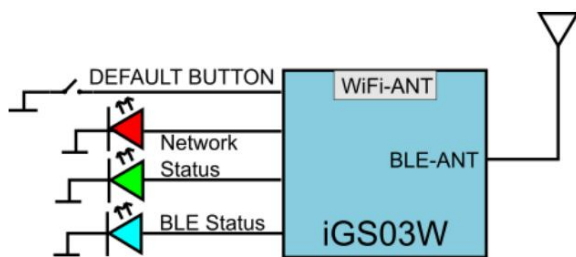 DEFAULT BUTTON
WiFi-ANT
Network
Status
BLE-ANT
BLE Status
iGS03W